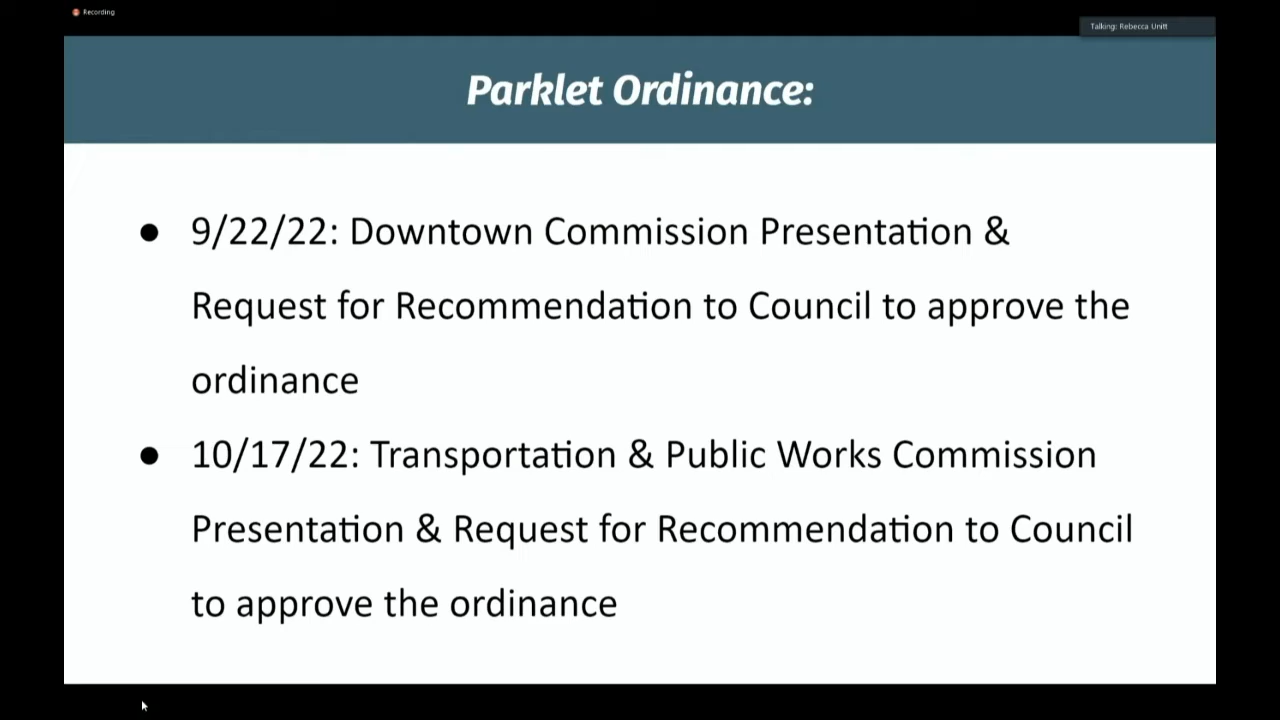 Recording
Talking: Rebecca Unitt
Parklet Ordinance:
● 9/22/22: Downtown Commission Presentation &
Request for Recommendation to Council to approve the
ordinance
● 10/17/22: Transportation & Public Works Commission
Presentation & Request for Recommendation to Council
to approve the ordinance